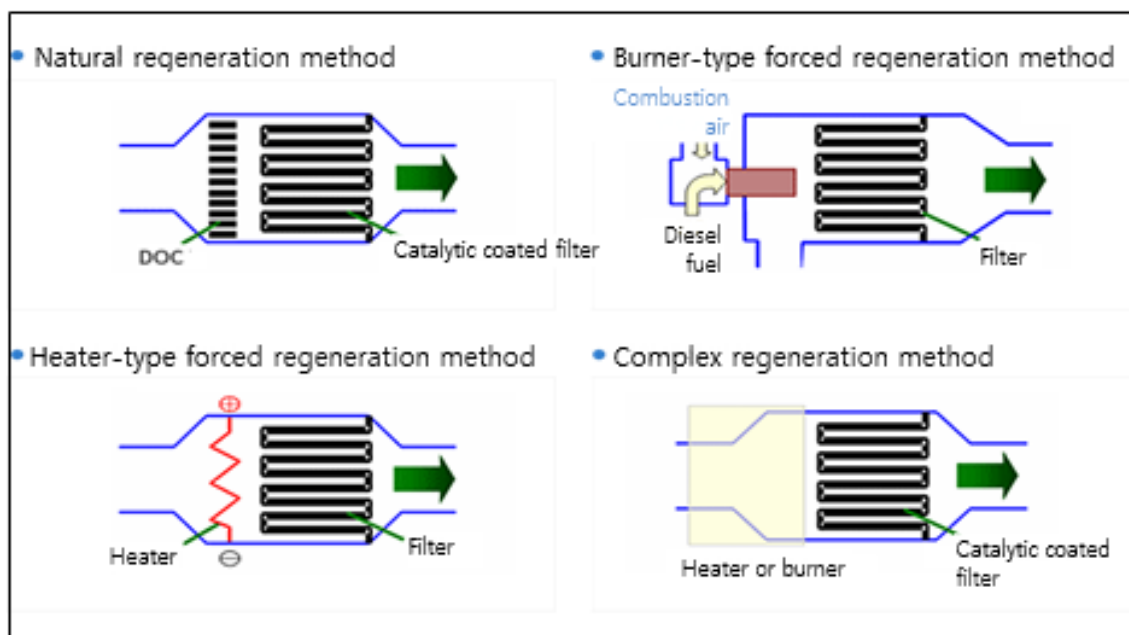 Natural regeneration method
DOC
Catalytic coated filter
Burner-type forced regeneration method
Combustion
air
Diesel
fuel
Filter
Heater-type forced regeneration method
Heater
Filter
Complex regeneration method
Heater or burner
Catalytic coated
filter